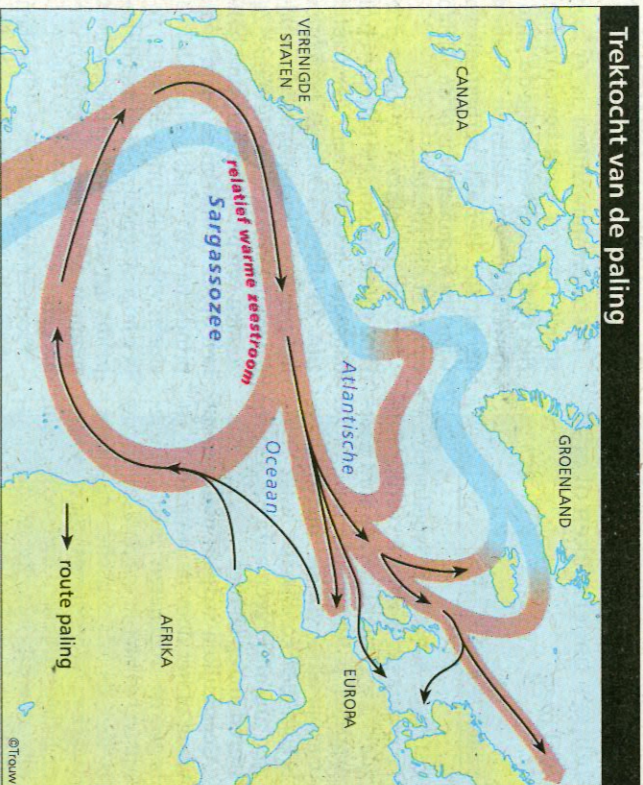 Trektocht van de paling
GROENLAND
CANADA
VERENIGDE
STATEN
Atlantische
Oceaan
relatief warme zeestroom
Sargassozee
EUROPA
AFRIKA
route paling
©Trouw